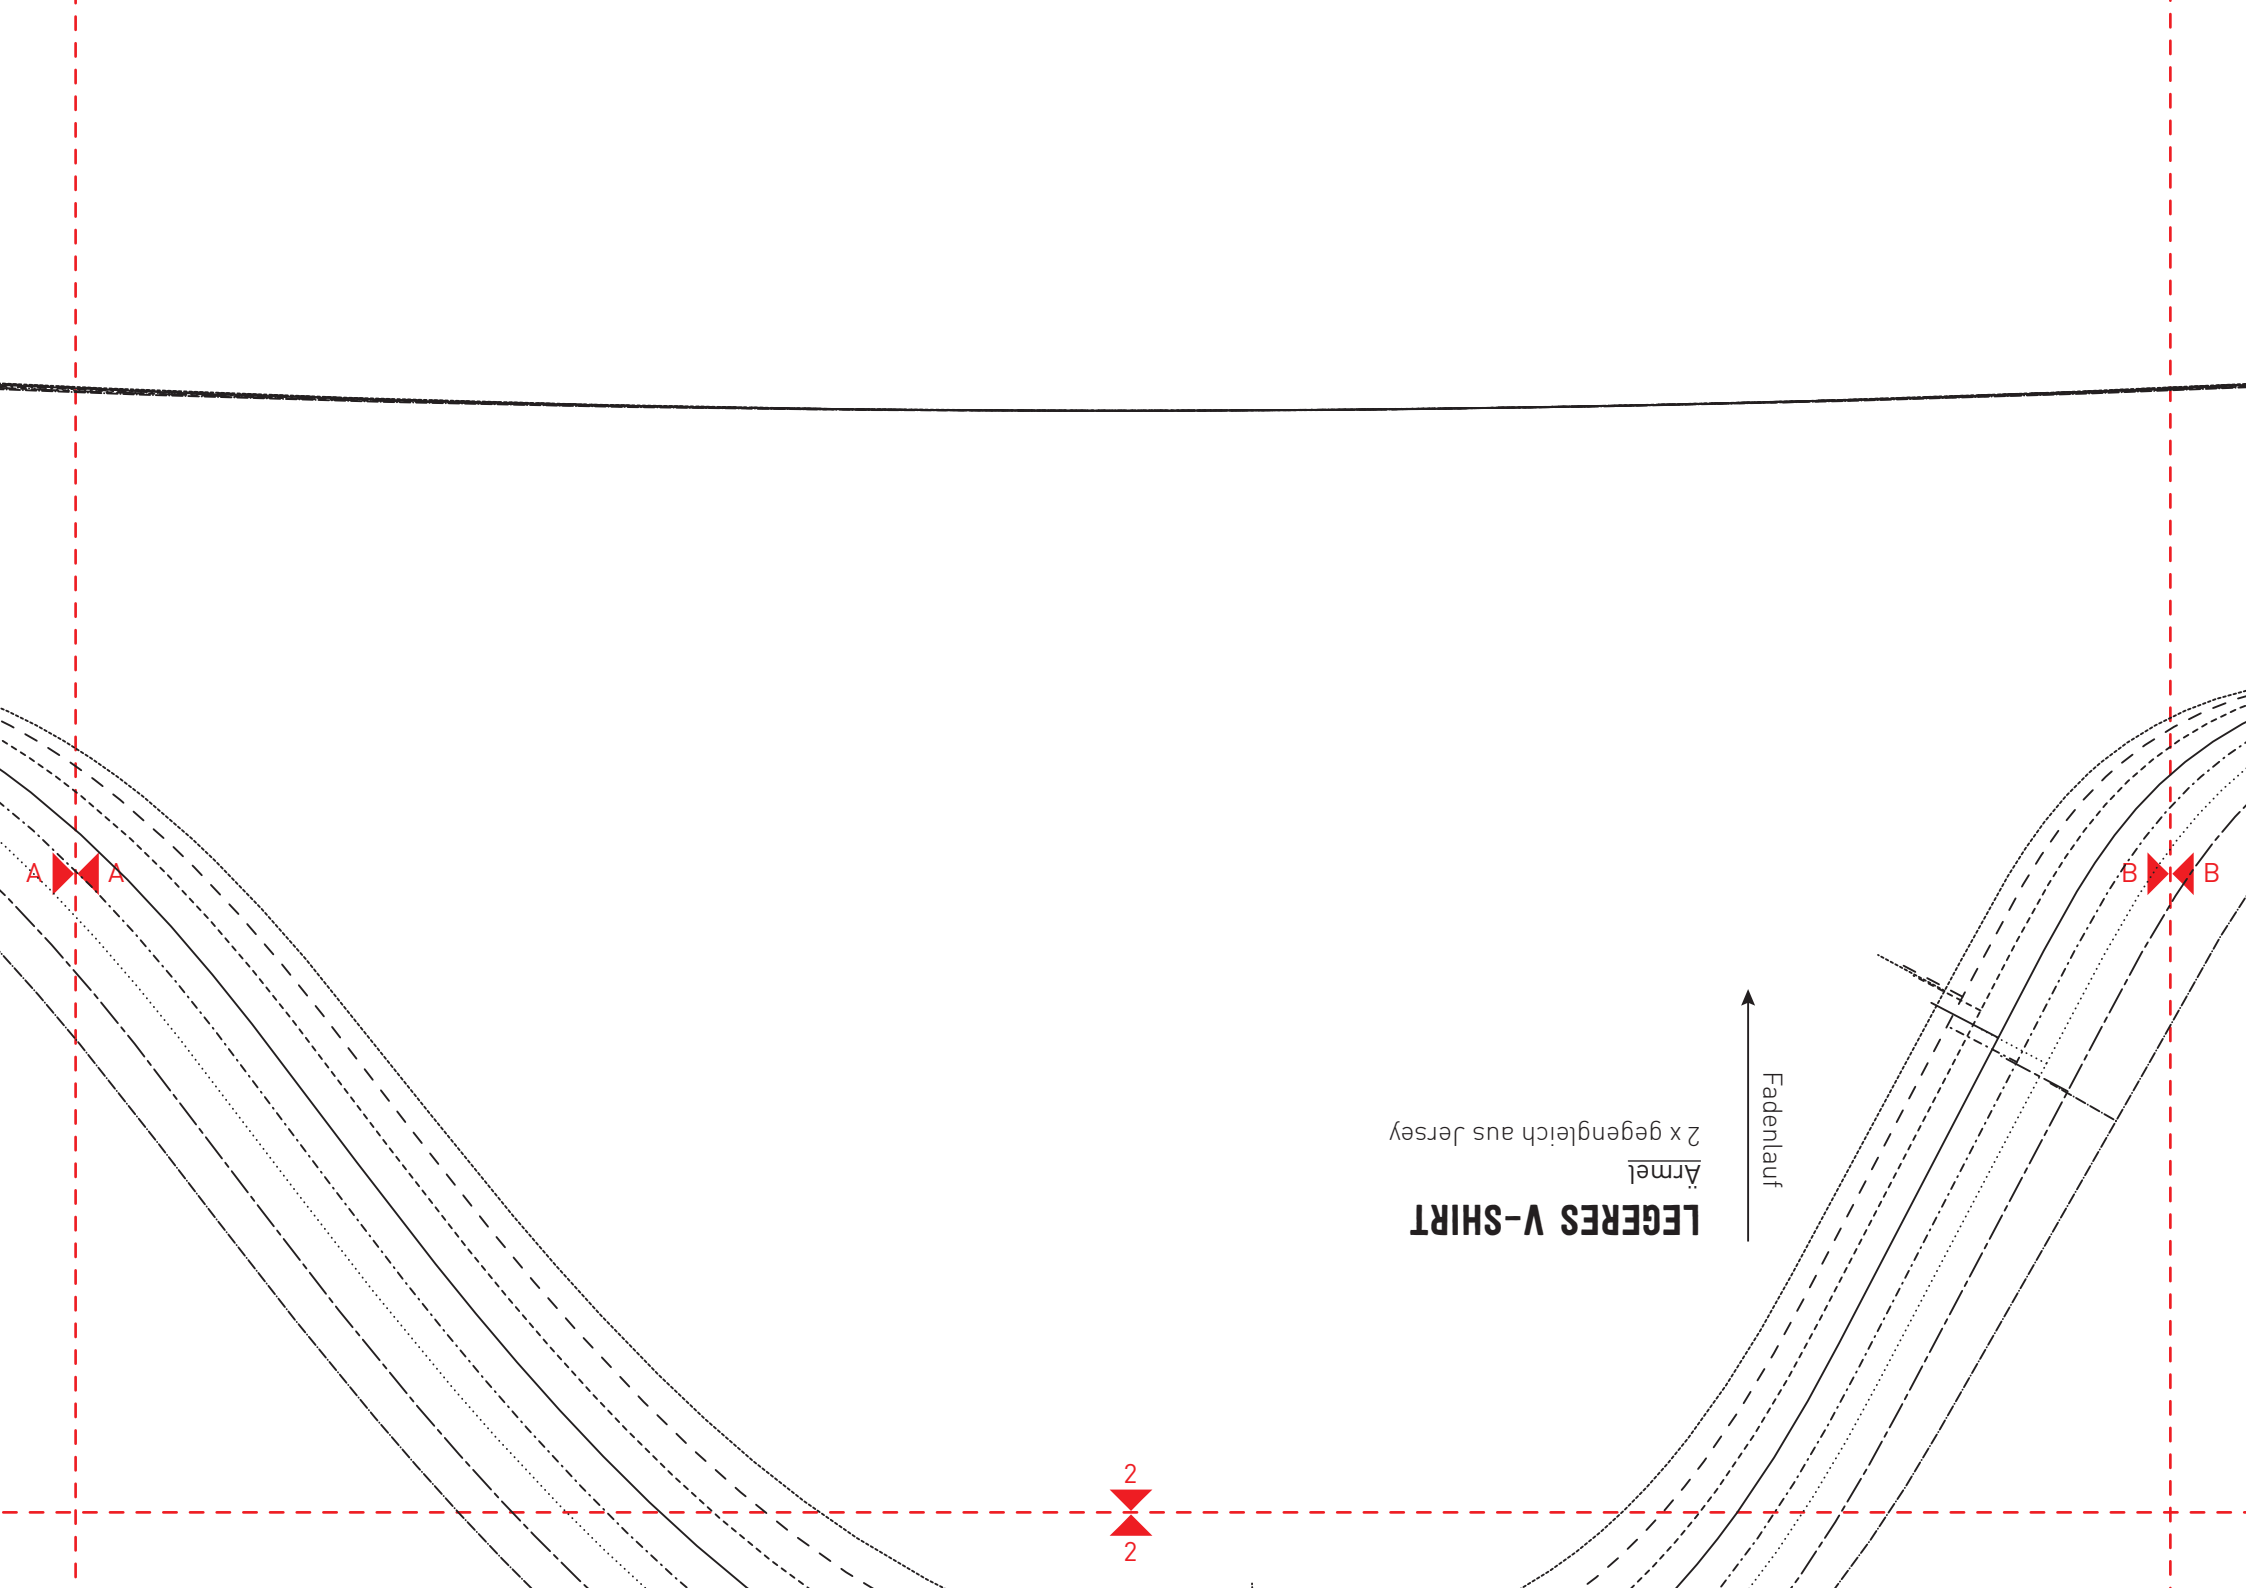 A A
B B
LEGERES V-SHIRT
Ärmel
2 x gegengleich aus Jersey
Fadenlauf
2
2